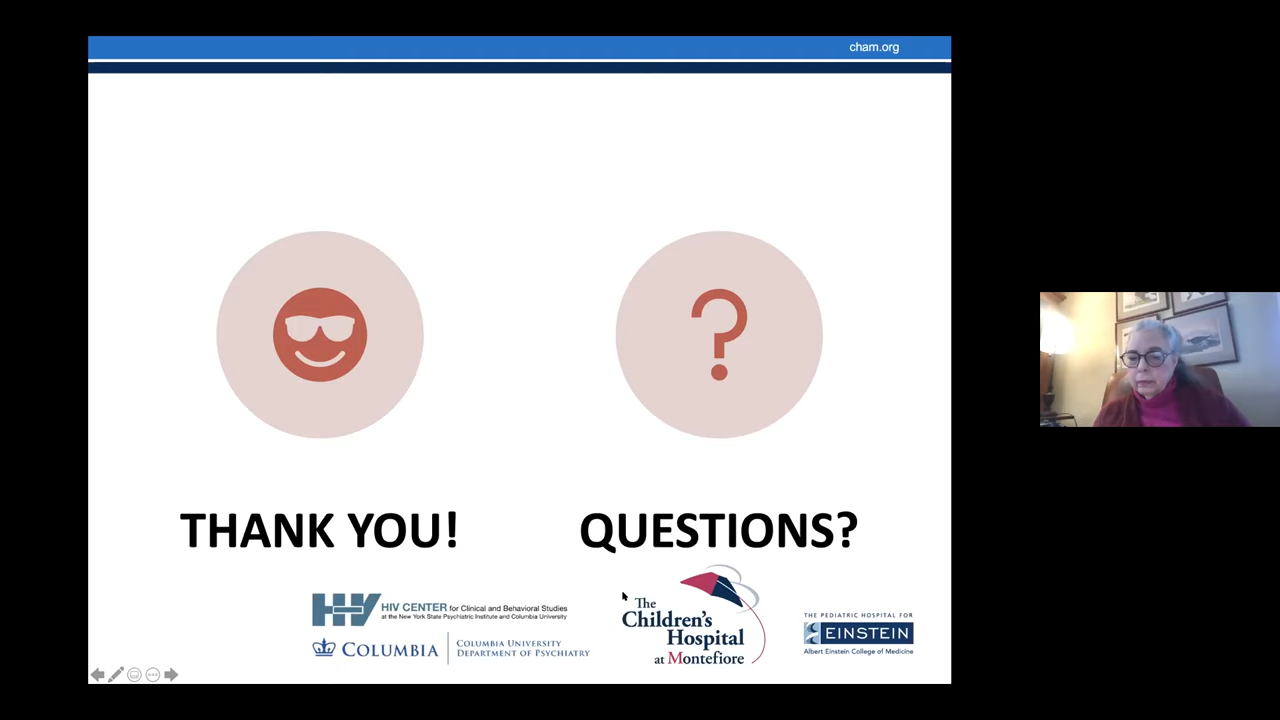 cham.org
THANK YOU!
QUESTIONS?
HIV CENTER for Clinical and Behavioral Studies
at the New York State Psychiatric Institute and Columbia University
COLUMBIA
COLUMBIA UNIVERSITY
DEPARTMENT OF PSYCHIATRY
The
Children's
Hospital
at Montefiore
THE PEDIATRIC HOSPITAL FOR
EINSTEIN
Albert Einstein College of Medicine